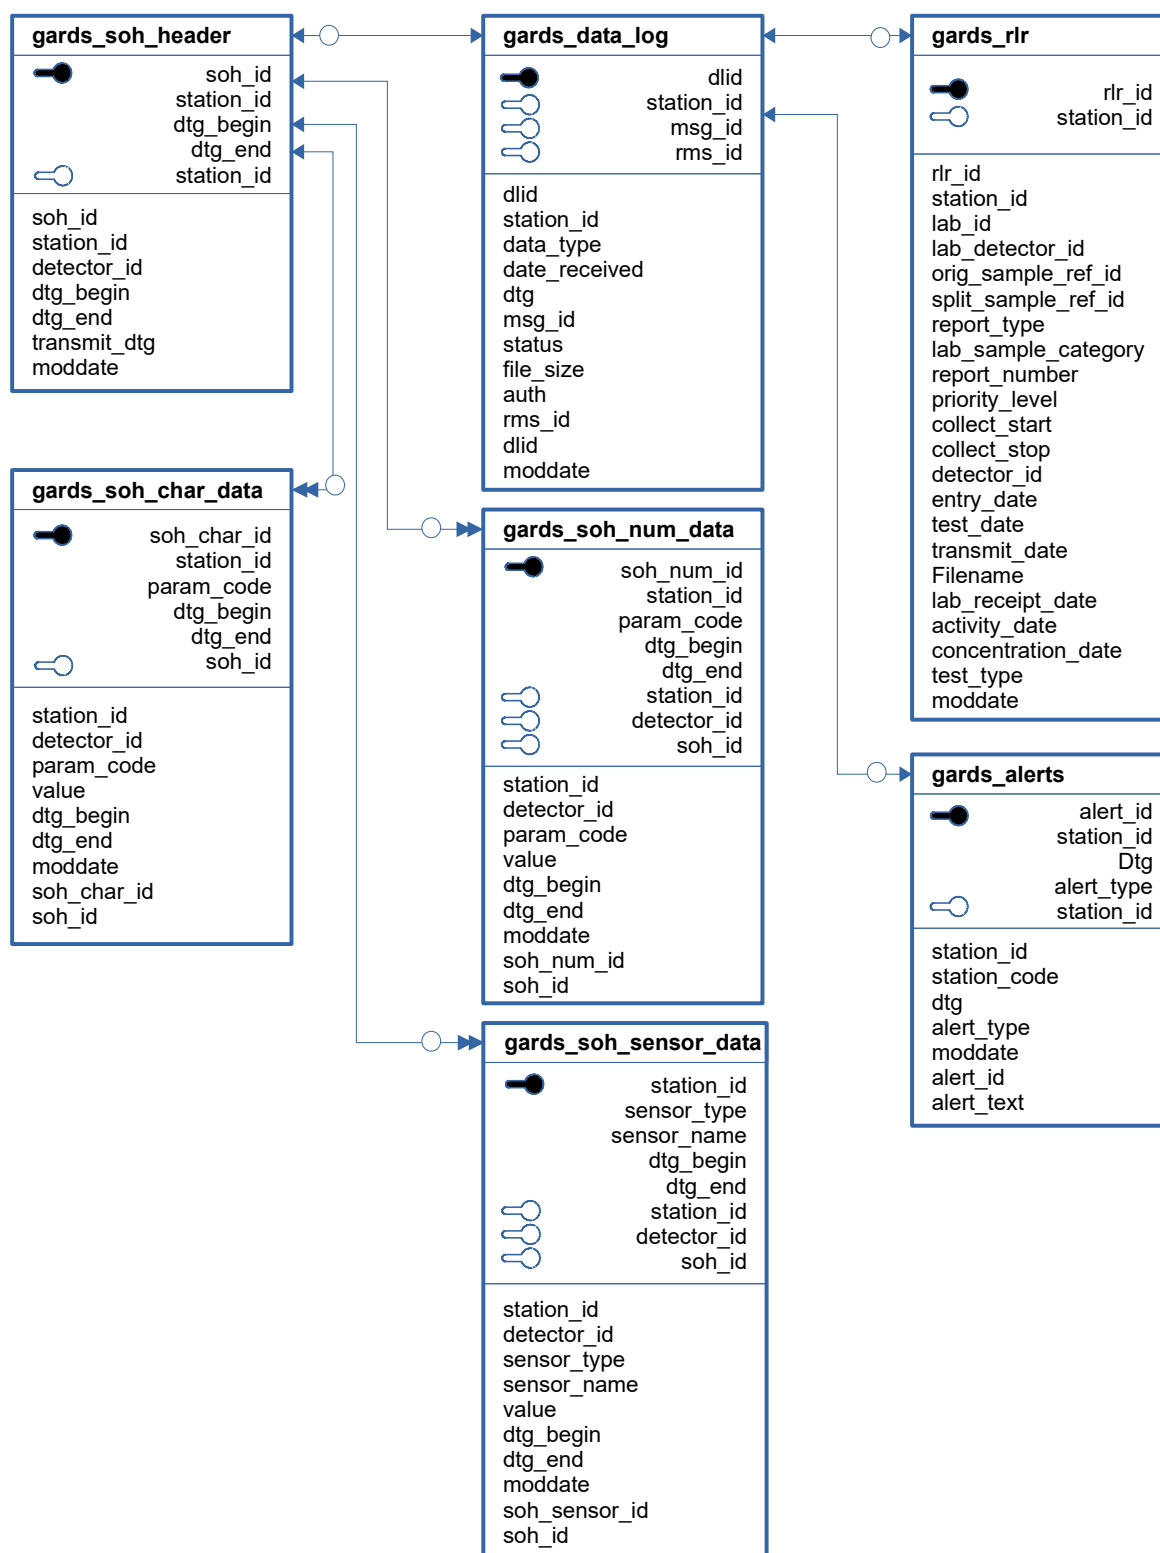 gards_soh_header
soh_id
station_id
dtg_begin
dtg_end
station_id
soh_id
station_id
detector_id
dtg_begin
dtg_end
transmit_dtg
moddate
gards_soh_char_data
soh_char_id
station_id
param_code
dtg_begin
dtg_end
soh_id
station_id
detector_id
param_code
value
dtg_begin
dtg_end
moddate
soh_char_id
soh_id
gards_data_log
dlid
station_id
msg_id
rms_id
dlid
station_id
data_type
date_received
dtg
msg_id
status
file_size
auth
rms_id
dlid
moddate
gards_soh_num_data
soh_num_id
station_id
param_code
dtg_begin
dtg_end
station_id
detector_id
soh_id
station_id
detector_id
param_code
value
dtg_begin
dtg_end
moddate
soh_num_id
soh_id
gards_soh_sensor_data
station_id
sensor_type
sensor_name
dtg_begin
dtg_end
station_id
detector_id
soh_id
station_id
detector_id
sensor_type
sensor_name
value
dtg_begin
dtg_end
moddate
soh_sensor_id
soh_id
gards_rlr
rlr_id
station_id
rlr_id
station_id
lab_id
lab_detector_id
orig_sample_ref_id
split_sample_ref_id
report_type
lab_sample_category
report_number
priority_level
collect_start
collect_stop
detector_id
entry_date
test_date
transmit_date
Filename
lab_receipt_date
activity_date
concentration_date
test_type
moddate
gards_alerts
alert_id
station_id
Dtg
alert_type
station_id
station_id
station_code
dtg
alert_type
moddate
alert_id
alert_text